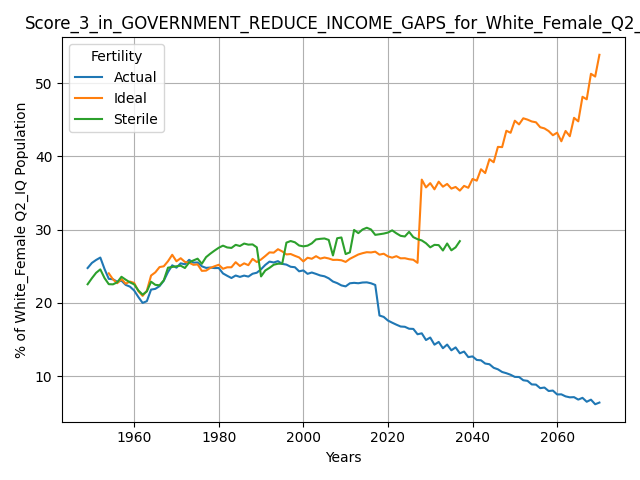 Score_3_in_GOVERNMENT_REDUCE_INCOME_GAPS_for_White_Female_Q2_
Fertility
Actual
Ideal
Sterile
% of White_Female Q2_IQ Population
50
40
30
20
10
1960
1980
2000
2020
2040
2060
Years